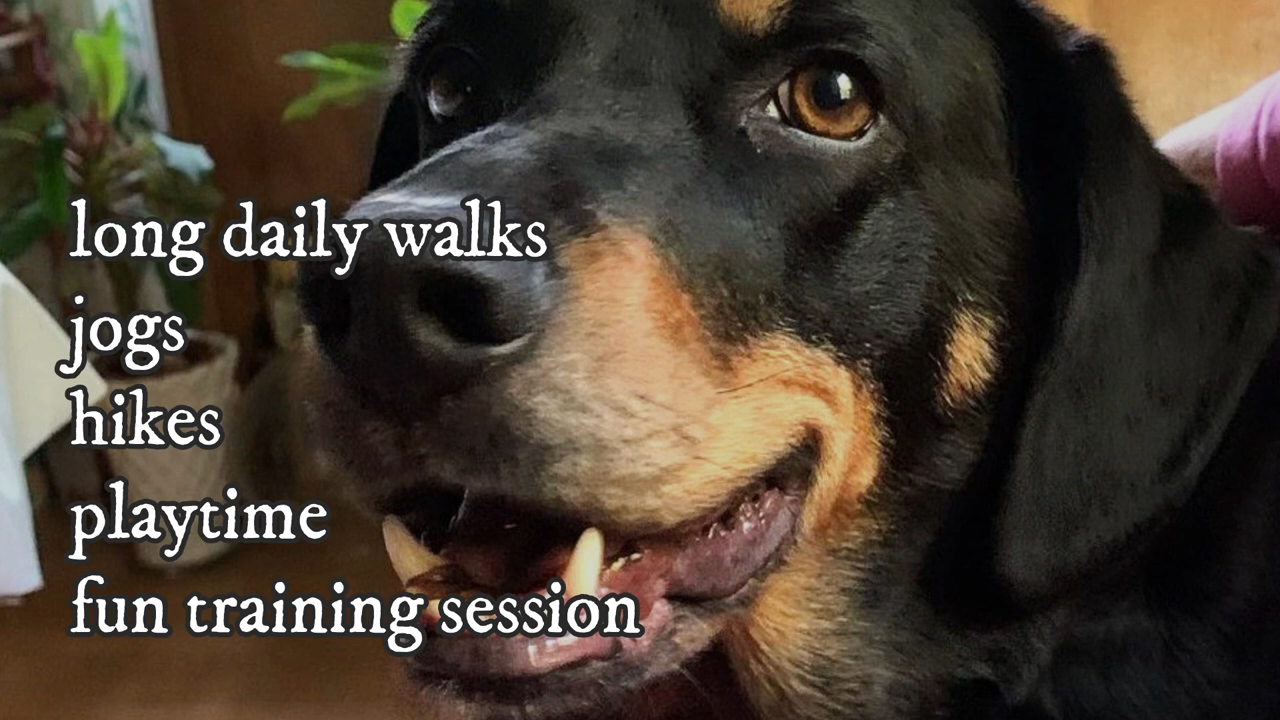 long daily walks
jogs
hikes
playtime
fun training session